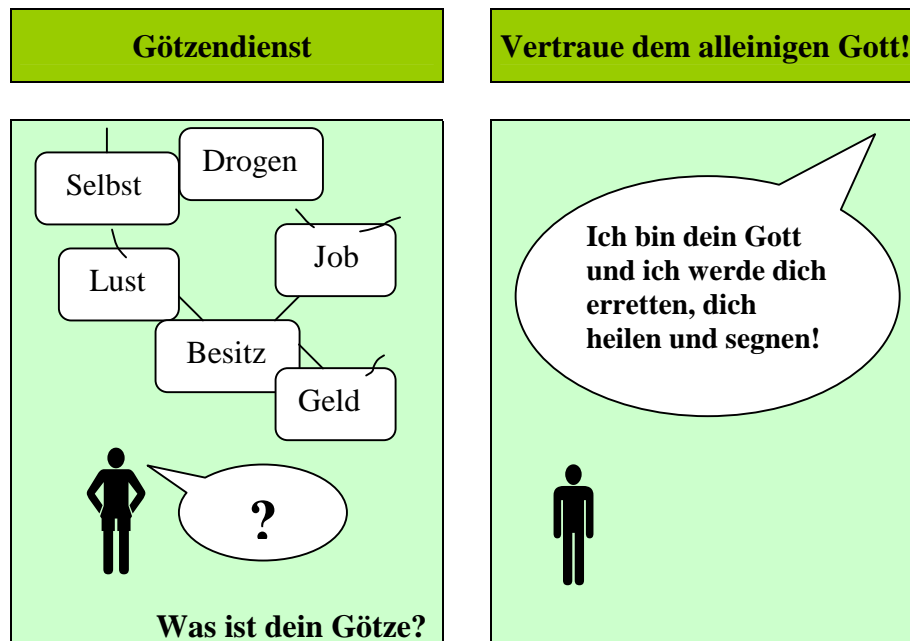 Götzendienst
Selbst
Drogen
Lust
Job
Besitz
Geld
?
Was ist dein Götze?
Vertraue dem alleinigen Gott!
Ich bin dein Gott
und ich werde dich
erretten, dich
heilen und segnen!